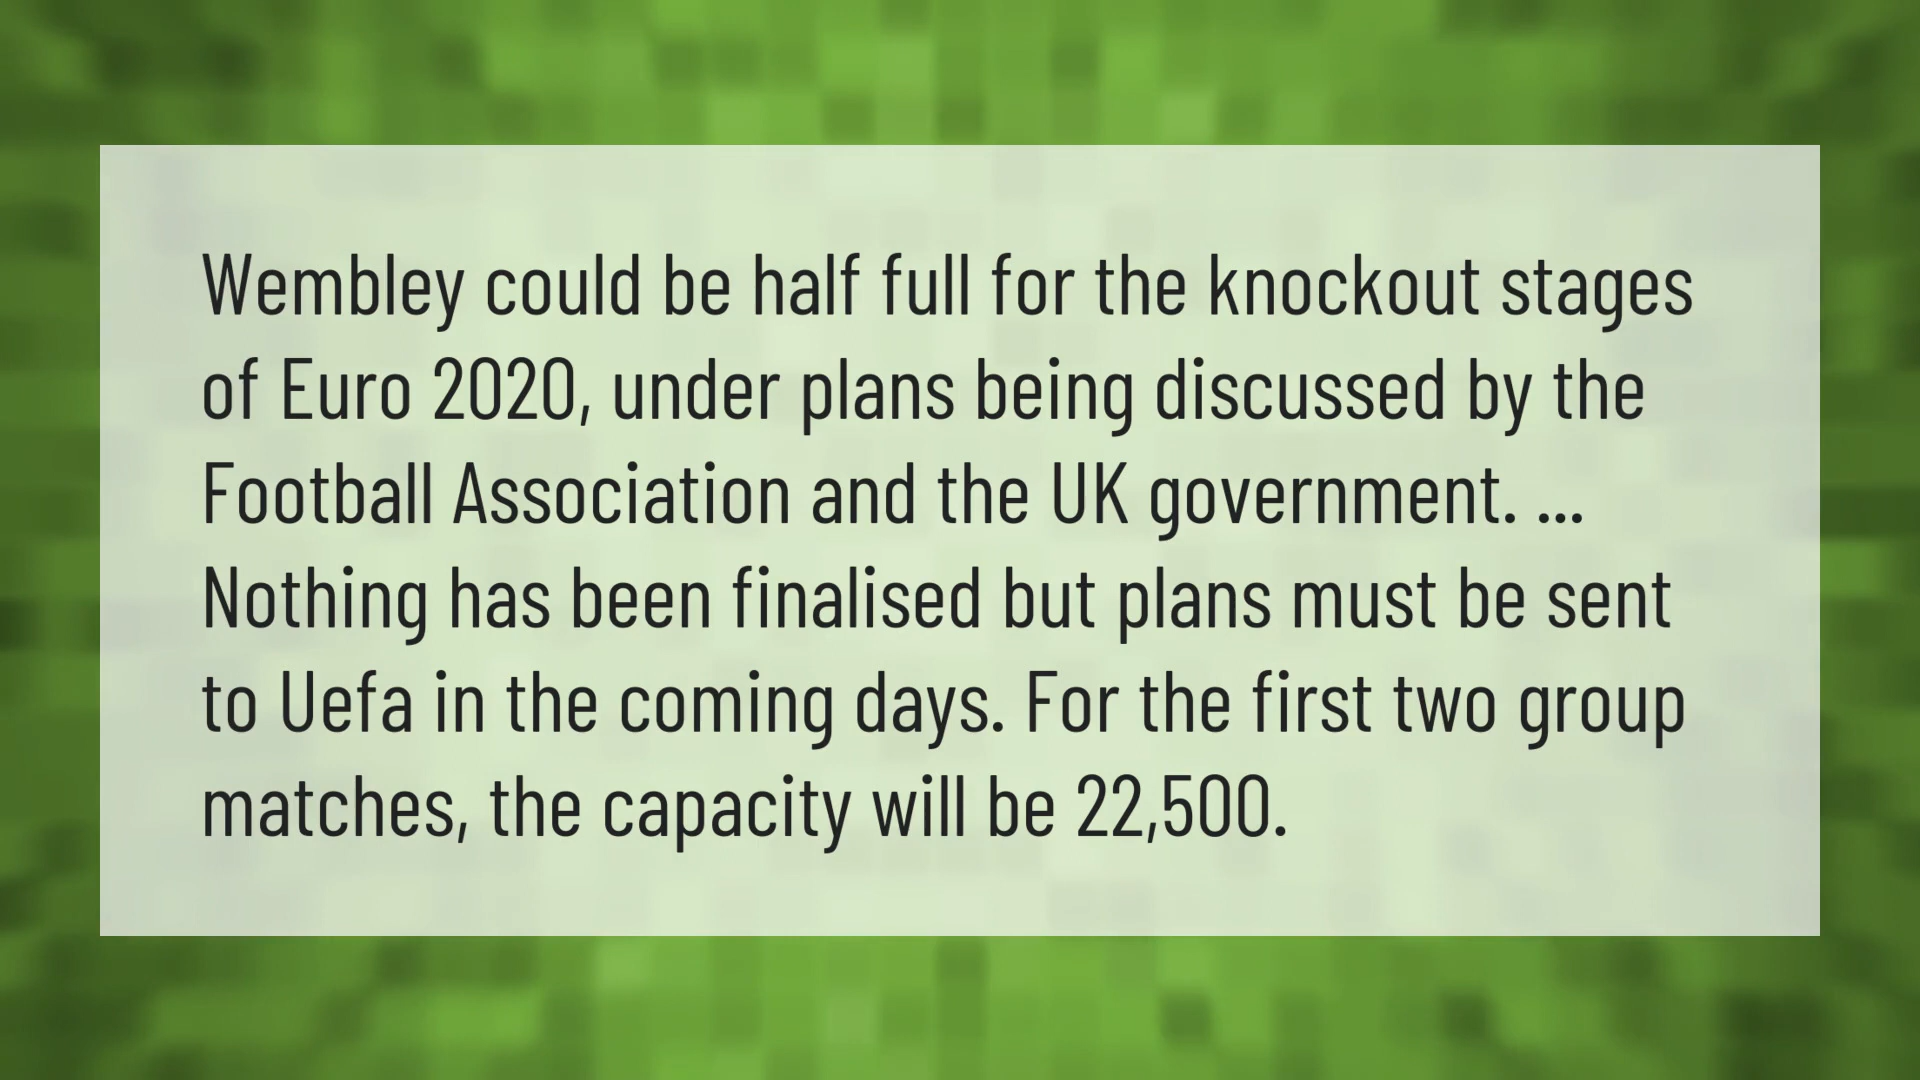 Wembley could be half full for the knockout stages
of Euro 2020, under plans being discussed by the
Football Association and the UK government. ...
Nothing has been finalised but plans must be sent
to Uefa in the coming days. For the first two group
matches, the capacity will be 22,500.